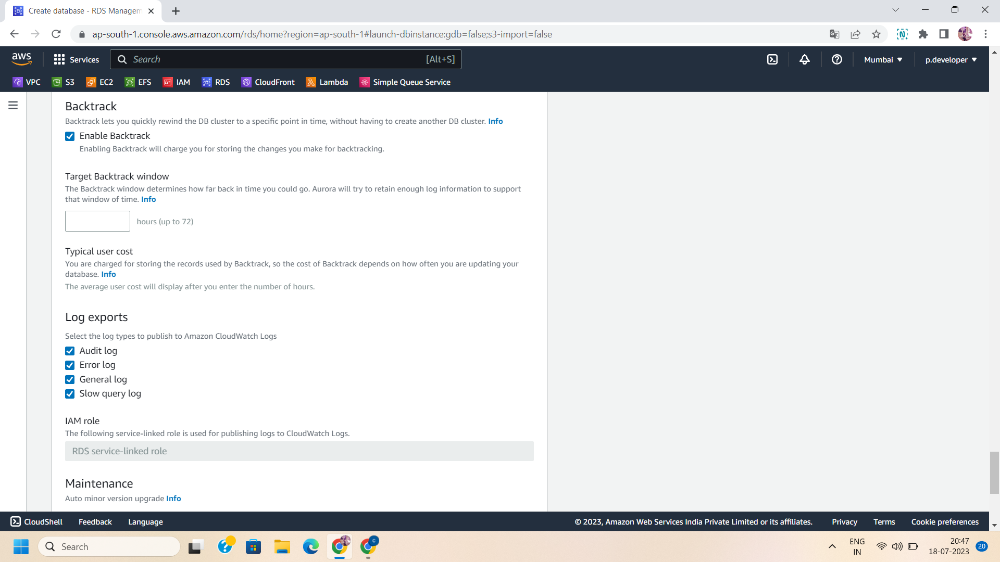 Create database - RDS Managem
ap-south-1.console.aws.amazon.com/rds/home?region=ap-south-1#launch-dbinstance:gdb=false;s3-import=false
aws
Services
Search
[Alt+S]
Mumbai
p.developer
VPC
S3
EC2
EFS
IAM
RDS
CloudFront
Lambda
Simple Queue Service
Backtrack
Backtrack lets you quickly rewind the DB cluster to a specific point in time, without having to create another DB cluster. Info
Enable Backtrack
Enabling Backtrack will charge you for storing the changes you make for backtracking.
Target Backtrack window
The Backtrack window determines how far back in time you could go. Aurora will try to retain enough log information to support
that window of time. Info
hours (up to 72)
Typical user cost
You are charged for storing the records used by Backtrack, so the cost of Backtrack depends on how often you are updating your
database. Info
The average user cost will display after you enter the number of hours.
Log exports
Select the log types to publish to Amazon CloudWatch Logs
Audit log
Error log
General log
Slow query log
IAM role
The following service-linked role is used for publishing logs to CloudWatch Logs.
RDS service-linked role
Maintenance
Auto minor version upgrade Info
CloudShell
Feedback
Language
© 2023, Amazon Web Services India Private Limited or its affiliates.
Privacy
Terms
Cookie preferences
Search
C
ENG
IN
20:47
18-07-2023
20